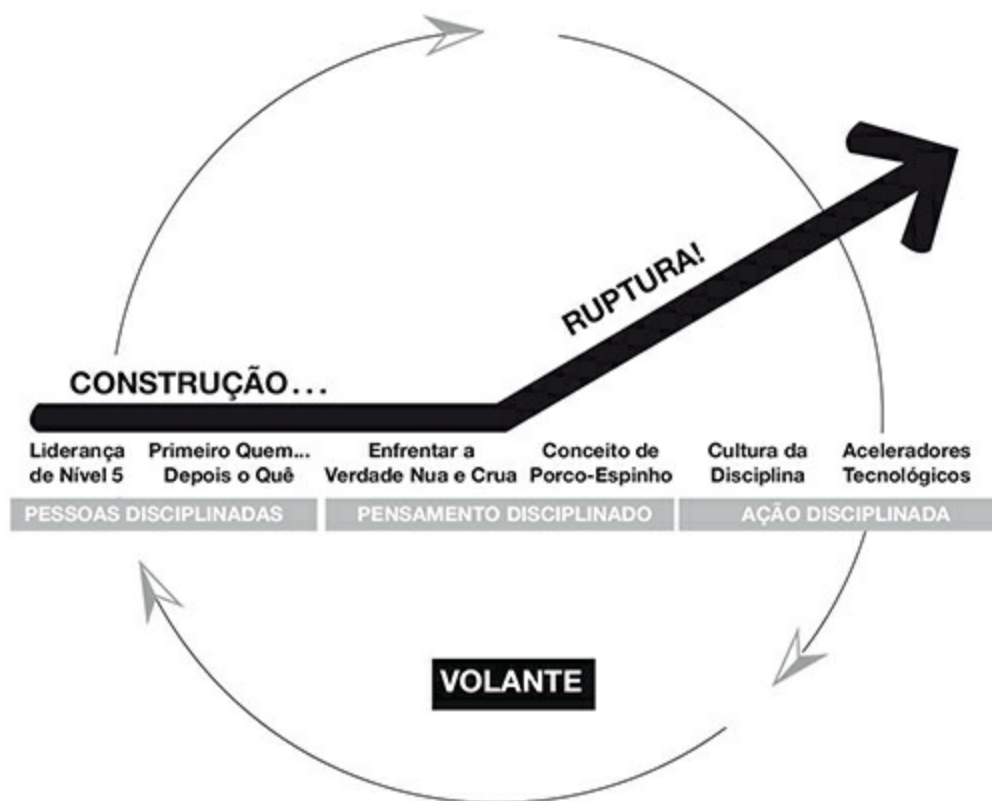 RUPTURA!
CONSTRUÇÃO...
Liderança
de Nível 5
Primeiro Quem...
Depois o Quê
Enfrentar a
Verdade Nua e Crua
Conceito de
Porco-Espinho
Cultura da
Disciplina
Aceleradores
Tecnológicos
PESSOAS DISCIPLINADAS
PENSAMENTO DISCIPLINADO
AÇÃO DISCIPLINADA
VOLANTE